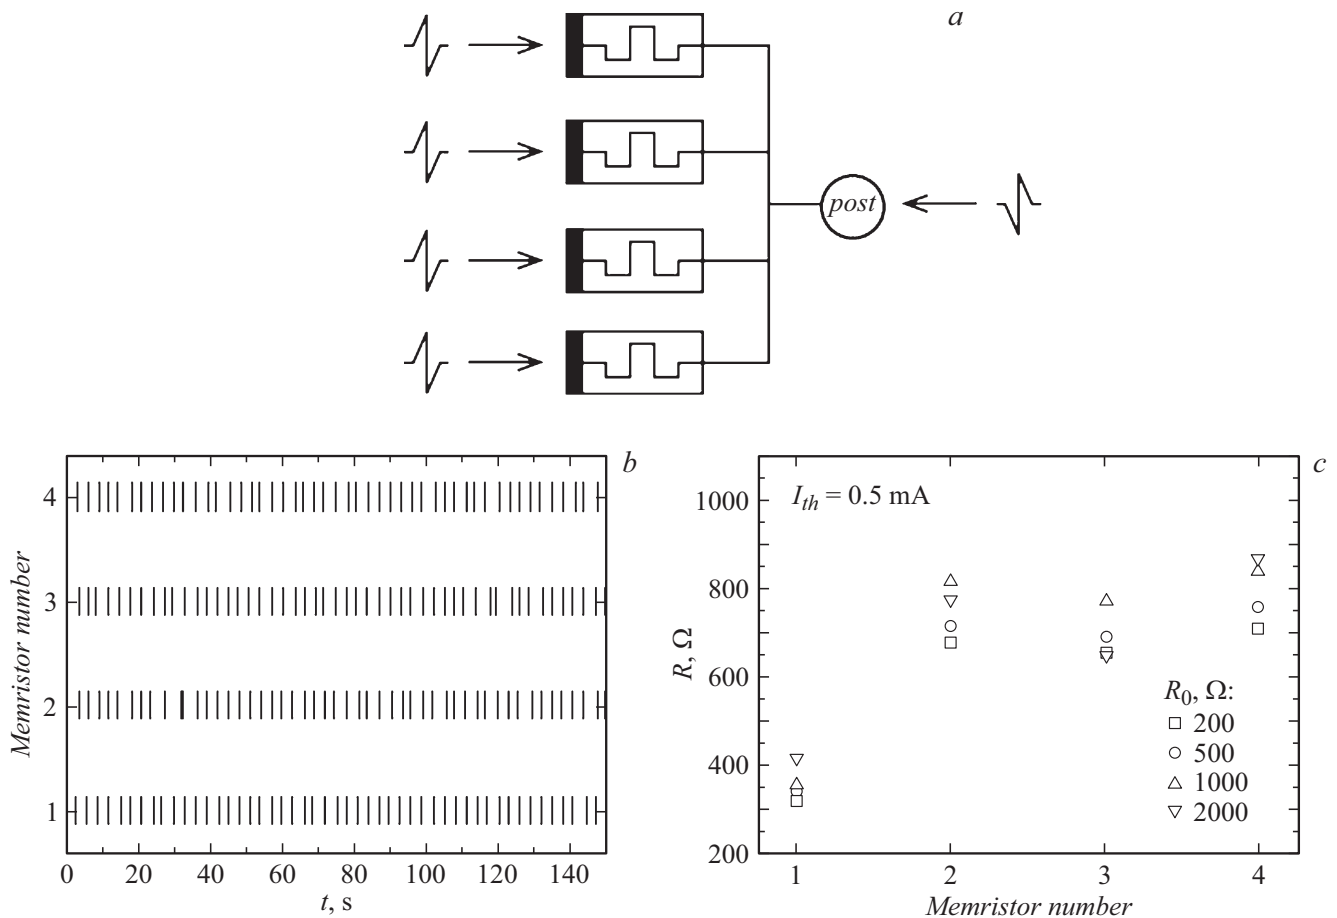 a
post
b
4
3
2
1
Memristor number
0 20 40 60 80 100 120 140
t, s
c
I_th = 0.5 mA
1000
800
600
400
200
R, Ω
R_0, Ω:
200
500
1000
2000
1 2 3 4
Memristor number